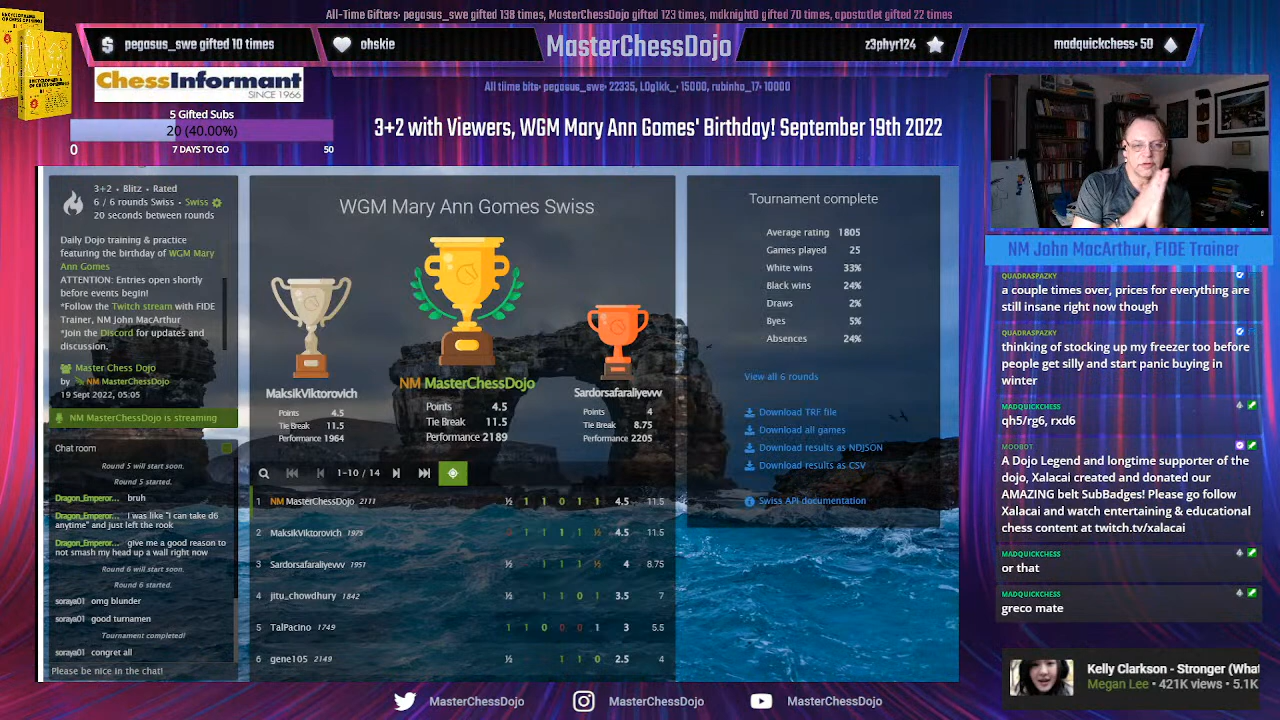 All-Time Gifters• pegasus_swe gifted 138 times, MasterChessDojo gifted 123 times, mdknight0 gifted 70 times, apostatlet gifted 22 times
pegasus_swe gifted 10 times
ohskie
MasterChessDojo
z3phyr124
madquickchess• 50
ChessInformant
SINCE 1966
All tiime bits• pegasus_swe• 22335, L0g1kk_• 15000, rubinho_17• 10000
5 Gifted Subs
20 (40.00%)
0
7 DAYS TO GO
50
3+2 with Viewers, WGM Mary Ann Gomes' Birthday! September 19th 2022
3+2 • Blitz • Rated
6 / 6 rounds Swiss • Swiss
20 seconds between rounds
Daily Dojo training & practice
featuring the birthday of WGM Mary
Ann Gomes
ATTENTION: Entries open shortly
before events begin!
*Follow the Twitch stream with FIDE
Trainer, NM John MacArthur
*Join the Discord for updates and
discussion.
Master Chess Dojo
by NM MasterChessDojo
19 Sept 2022, 05:05
NM MasterChessDojo is streaming
Chat room
Round 5 will start soon.
Round 5 started.
Dragon_Emperor... bruh
Dragon_Emperor... I was like "I can take d6
anytime" and just left the rook
Dragon_Emperor... give me a good reason to
not smash my head up a wall right now
Round 6 will start soon.
Round 6 started.
soraya01 omg blunder
soraya01 good turnamen
Tournament completed!
soraya01 congret all
Please be nice in the chat!
WGM Mary Ann Gomes Swiss
MaksikViktorovich
Points 4.5
Tie Break 11.5
Performance 1964
NM MasterChessDojo
Points 4.5
Tie Break 11.5
Performance 2189
Sardorsafaraliyevvv
Points 4
Tie Break 8.75
Performance 2205
1-10 / 14
1 NM MasterChessDojo 2111 ½ 1 1 0 1 1 4.5 11.5
2 MaksikViktorovich 1975 1 1 1 1 ½ 4.5 11.5
3 Sardorsafaraliyevvv 1951 ½ 1 1 1 ½ 4 8.75
4 jitu_chowdhury 1842 ½ 1 1 0 1 3.5 7
5 TalPacino 1749 1 1 0 0 0 1 3 5.5
6 gene105 2149 ½ 1 1 0 2.5 4
Tournament complete
Average rating 1805
Games played 25
White wins 33%
Black wins 24%
Draws 2%
Byes 5%
Absences 24%
View all 6 rounds
Download TRF file
Download all games
Download results as NDJSON
Download results as CSV
Swiss API documentation
NM John MacArthur, FIDE Trainer
QUADRASPAZKY
a couple times over, prices for everything are
still insane right now though
QUADRASPAZKY
thinking of stocking up my freezer too before
people get silly and start panic buying in
winter
MADQUICKCHESS
qh5/rg6, rxd6
MOOBOT
A Dojo Legend and longtime supporter of the
dojo, Xalacai created and donated our
AMAZING belt SubBadges! Please go follow
Xalacai and watch entertaining & educational
chess content at twitch.tv/xalacai
MADQUICKCHESS
or that
MADQUICKCHESS
greco mate
Kelly Clarkson - Stronger (What
Megan Lee • 421K views • 5.1K
MasterChessDojo
MasterChessDojo
MasterChessDojo